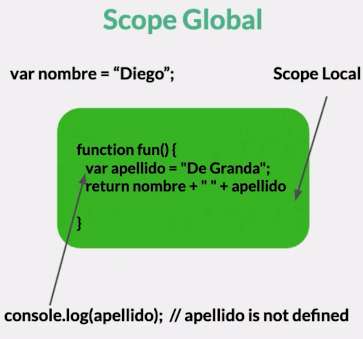 Scope Global
var nombre = “Diego”;
Scope Local
function fun() {
var apellido = "De Granda";
return nombre + " " + apellido
}
console.log(apellido); // apellido is not defined